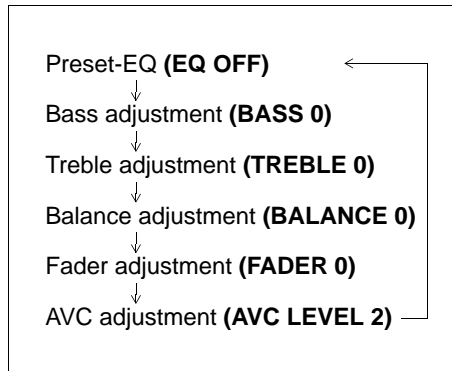 Preset-EQ (EQ OFF)
Bass adjustment (BASS 0)
Treble adjustment (TREBLE 0)
Balance adjustment (BALANCE 0)
Fader adjustment (FADER 0)
AVC adjustment (AVC LEVEL 2)